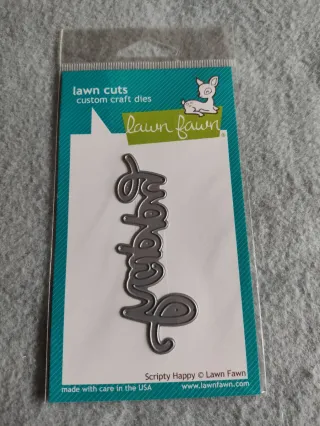 lawn cuts
custom craft dies
lawn fawn
happy
Scripty Happy © Lawn Fawn
made with care in the USA
www.lawnfawn.com